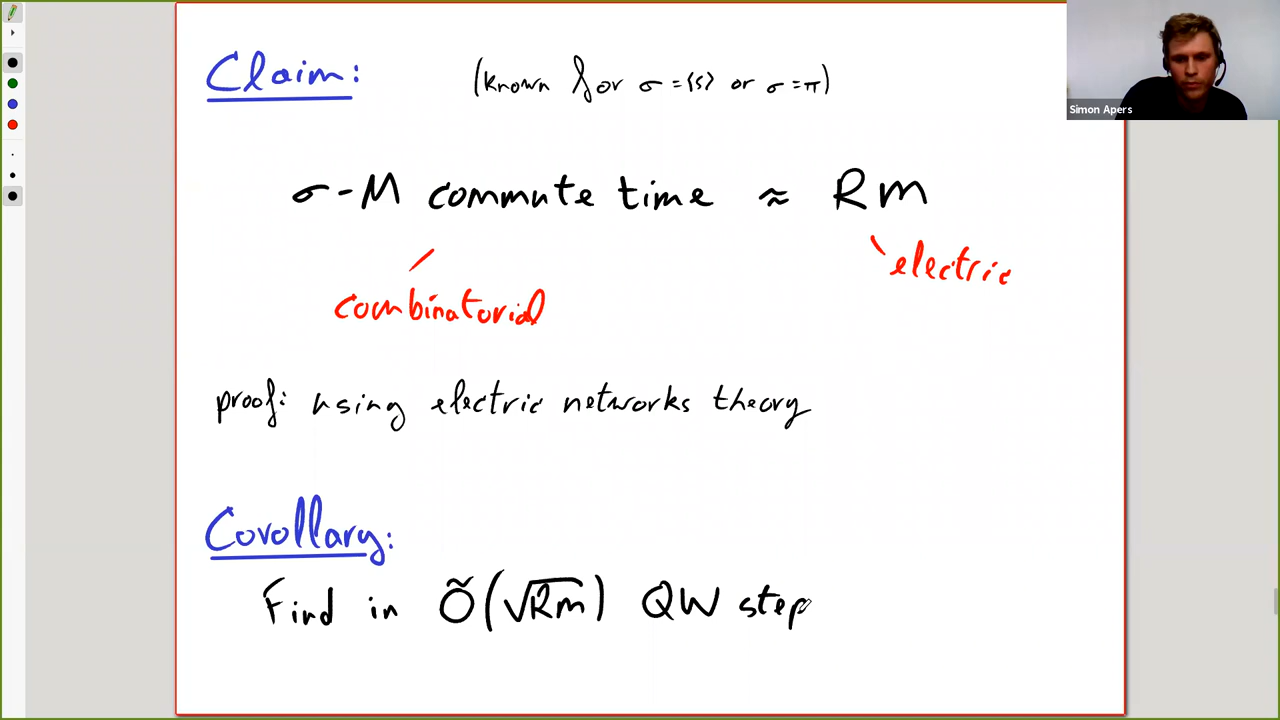 Claim:
(known for σ = {s} or σ = π)
Simon Apers
σ-M commute time ≈ Rm
electric
combinatorial
proof: using electric networks theory
Corollary:
Find in Õ(√Rm) QW step